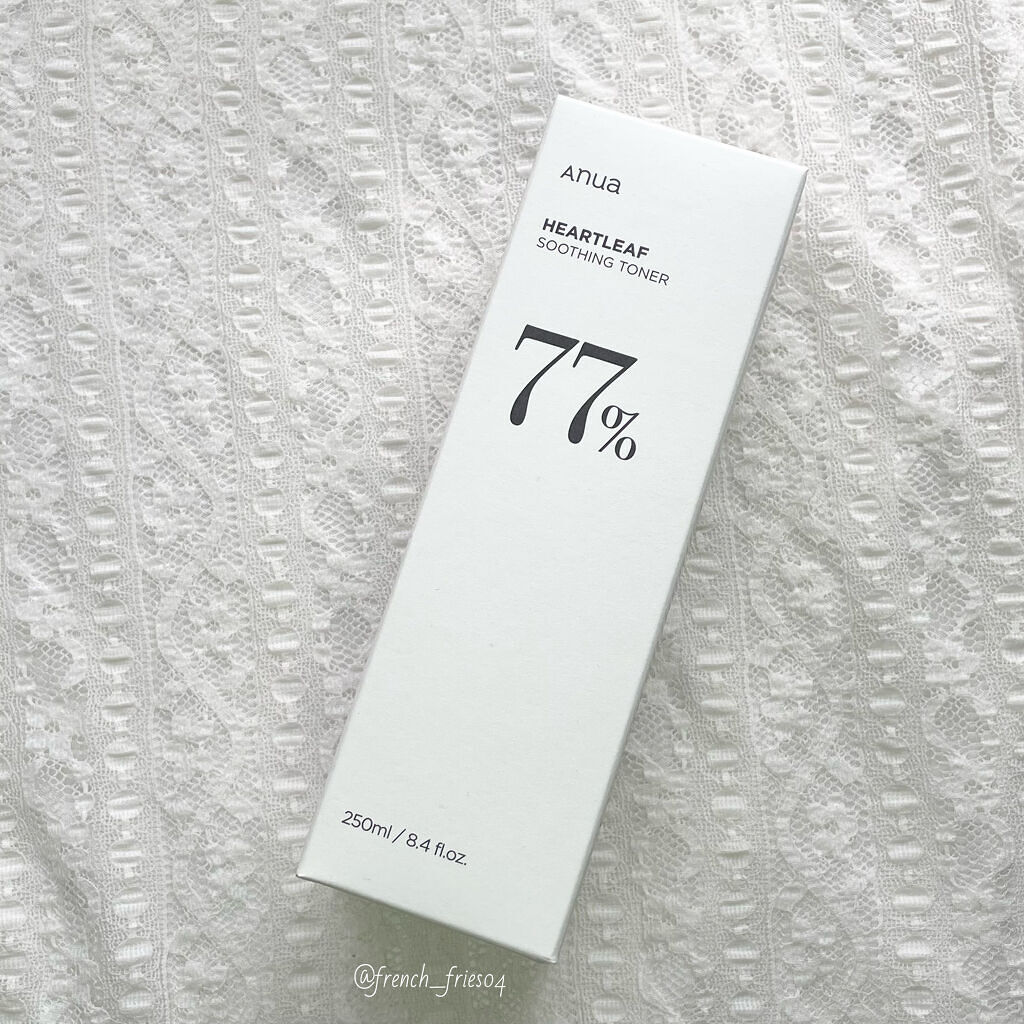 Anua
HEARTLEAF
SOOTHING TONER
77%
250ml / 8.4 fl.oz.
@french_fries04